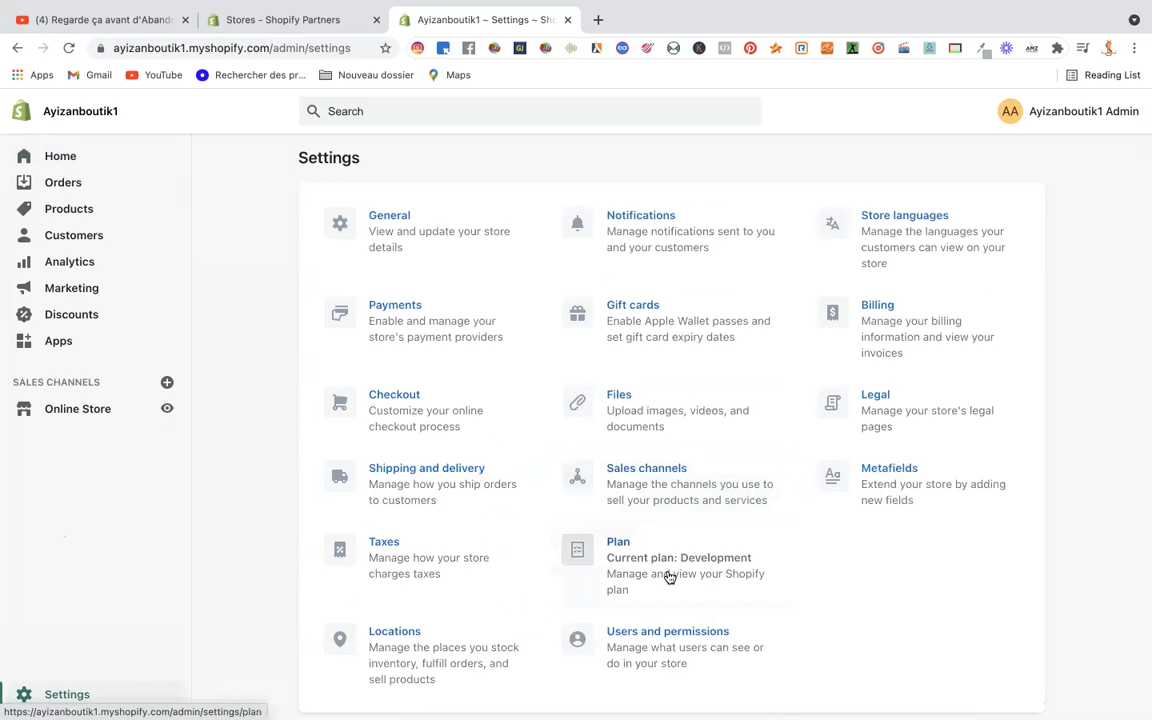 (4) Regarde ça avant d'Aband
Stores - Shopify Partners
Ayizanboutik1 ~ Settings ~ Sho
ayizanboutik1.myshopify.com/admin/settings
Apps
Gmail
YouTube
Rechercher des pr...
Nouveau dossier
Maps
Reading List
Ayizanboutik1
Search
AA
Ayizanboutik1 Admin
Home
Orders
Products
Customers
Analytics
Marketing
Discounts
Apps
SALES CHANNELS
Online Store
Settings
Settings
General
View and update your store
details
Notifications
Manage notifications sent to you
and your customers
Store languages
Manage the languages your
customers can view on your
store
Payments
Enable and manage your
store's payment providers
Gift cards
Enable Apple Wallet passes and
set gift card expiry dates
Billing
Manage your billing
information and view your
invoices
Checkout
Customize your online
checkout process
Files
Upload images, videos, and
documents
Legal
Manage your store's legal
pages
Shipping and delivery
Manage how you ship orders
to customers
Sales channels
Manage the channels you use to
sell your products and services
Metafields
Extend your store by adding
new fields
Taxes
Manage how your store
charges taxes
Plan
Current plan: Development
Manage and view your Shopify
plan
Locations
Manage the places you stock
inventory, fulfill orders, and
sell products
Users and permissions
Manage what users can see or
do in your store
https://ayizanboutik1.myshopify.com/admin/settings/plan